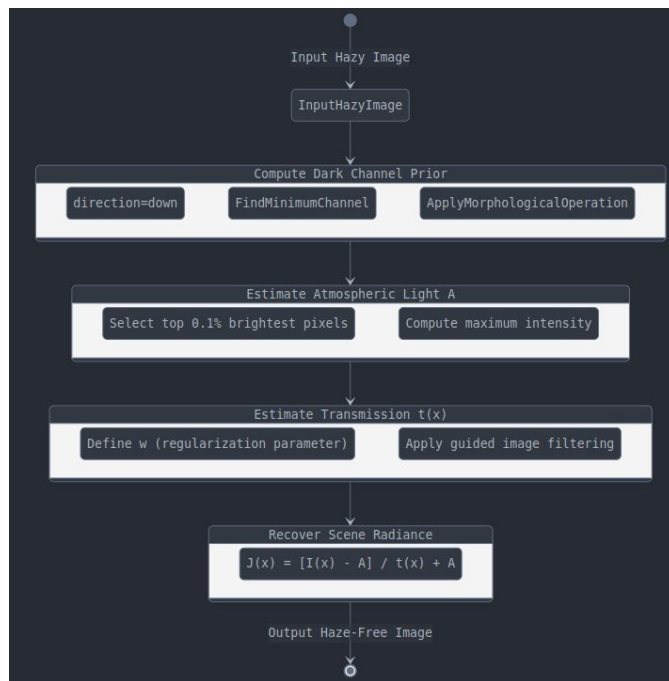 Input Hazy Image
InputHazyImage
Compute Dark Channel Prior
direction=down
FindMinimumChannel
ApplyMorphologicalOperation
Estimate Atmospheric Light A
Select top 0.1% brightest pixels
Compute maximum intensity
Estimate Transmission t(x)
Define w (regularization parameter)
Apply guided image filtering
Recover Scene Radiance
J(x) = [I(x) - A] / t(x) + A
Output Haze-Free Image